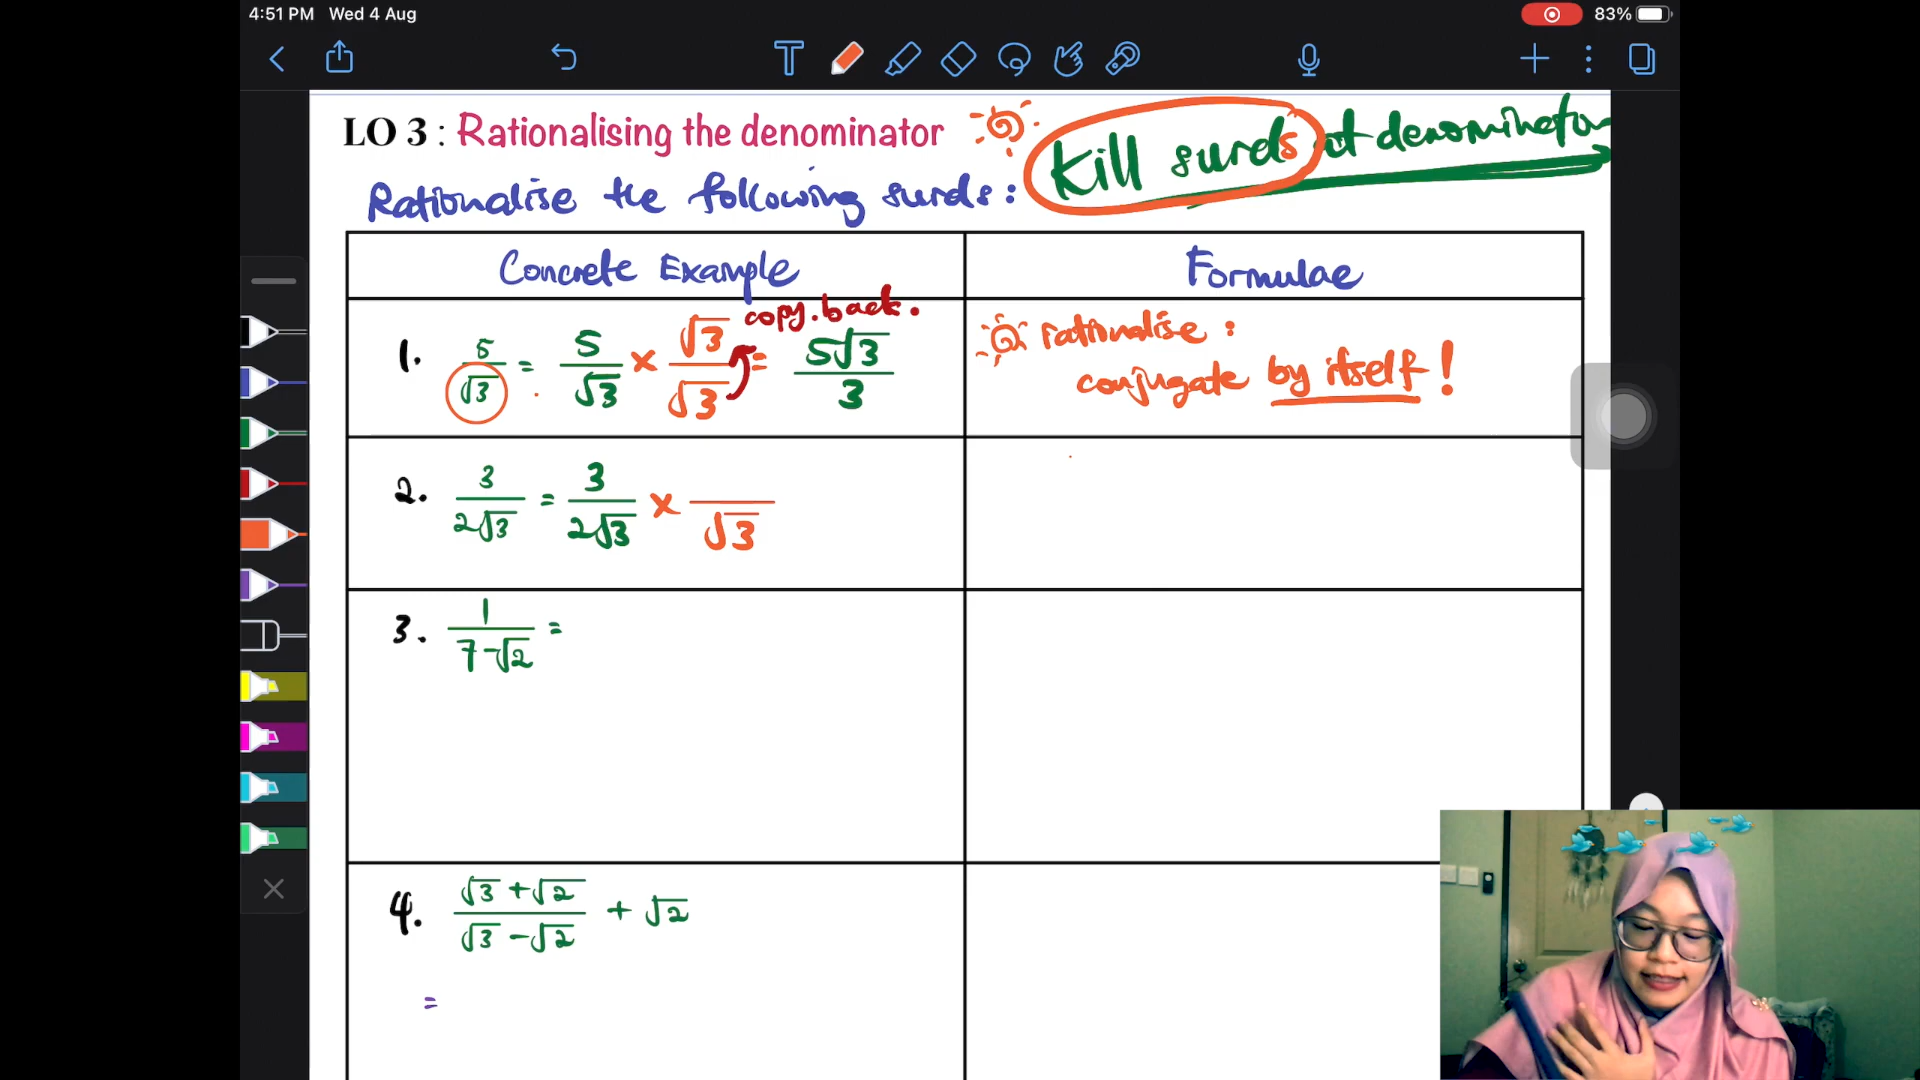 4:51 PM Wed 4 Aug
83%
LO 3 : Rationalising the denominator
Kill surds at denominator
Rationalise the following surds :
Concrete Example
Formulae
copy.back.
1. 5/√3 = 5/√3 × √3/√3 = 5√3/3
rationalise :
conjugate by itself !
2. 3/2√3 = 3/2√3 × /√3
3. 1/7-√2 =
4. √3 +√2/√3 -√2 + √2
=